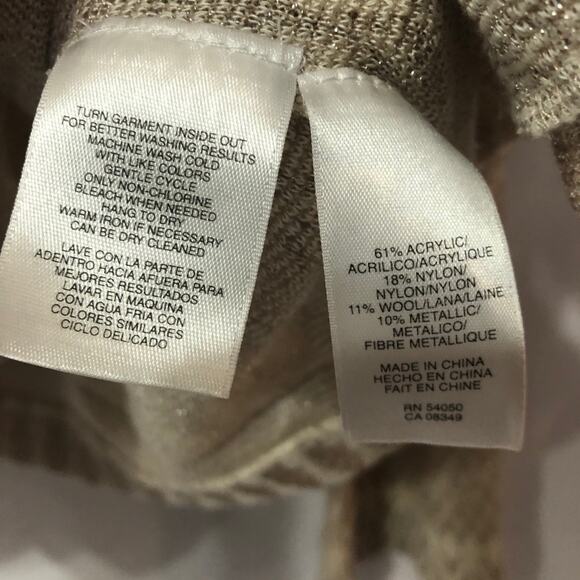 TURN GARMENT INSIDE OUT
FOR BETTER WASHING RESULTS
MACHINE WASH COLD
WITH LIKE COLORS
GENTLE CYCLE
ONLY NON-CHLORINE
BLEACH WHEN NEEDED
HANG TO DRY
WARM IRON IF NECESSARY
CAN BE DRY CLEANED
LAVE CON LA PARTE DE
ADENTRO HACIA AFUERA PARA
MEJORES RESULTADOS
LAVAR EN MAQUINA
CON AGUA FRIA CON
COLORES SIMILARES
CICLO DELICADO
61% ACRYLIC/
ACRILICO/ACRYLIQUE
18% NYLON/
NYLON/NYLON
11% WOOL/LANA/LAINE
10% METALLIC/
METALICO/
FIBRE METALLIQUE
MADE IN CHINA
HECHO EN CHINA
FAIT EN CHINE
RN 54050
CA 08349